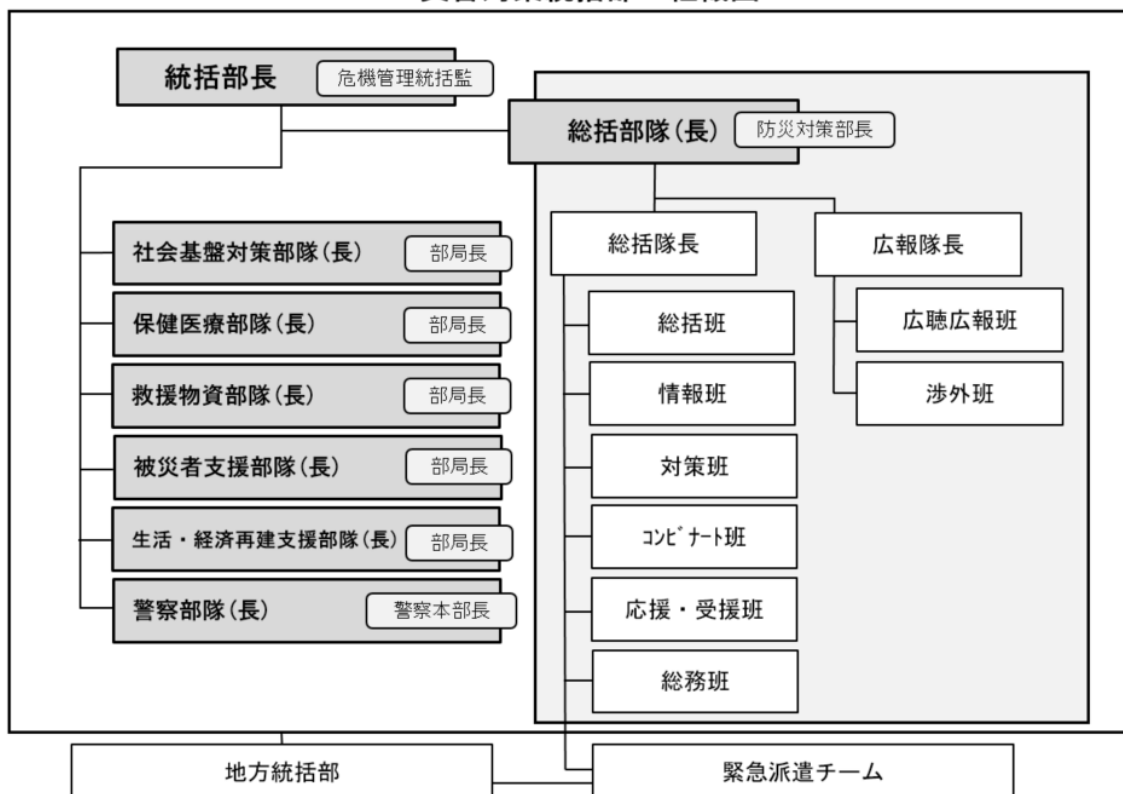 統括部長
危機管理統括監
総括部隊(長)
防災対策部長
社会基盤対策部隊(長)
部局長
保健医療部隊(長)
部局長
救援物資部隊(長)
部局長
被災者支援部隊(長)
部局長
生活・経済再建支援部隊(長)
部局長
警察部隊(長)
警察本部長
総括隊長
総括班
情報班
対策班
コンビナート班
応援・受援班
総務班
広報隊長
広聴広報班
渉外班
地方統括部
緊急派遣チーム